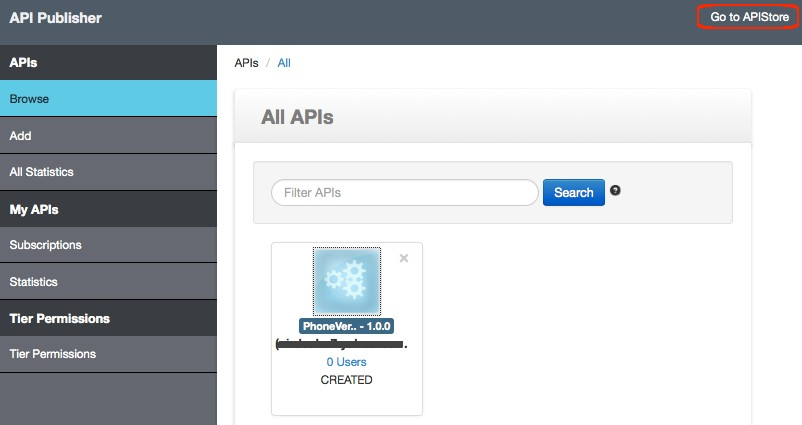 API Publisher
Go to APIStore
APIs
Browse
Add
All Statistics
My APIs
Subscriptions
Statistics
Tier Permissions
Tier Permissions
APIs / All
All APIs
Filter APIs
Search
?
PhoneVer.. - 1.0.0
0 Users
CREATED